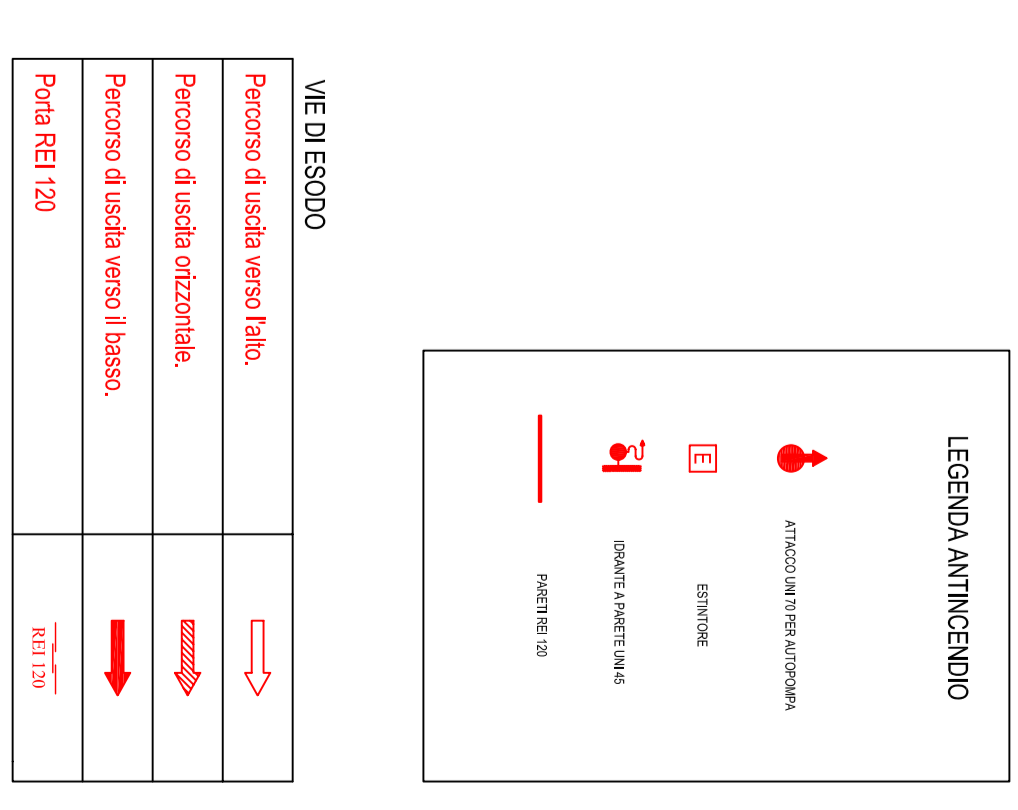 LEGENDA ANTINCENDIO
ATTACCO UNI 70 PER AUTOPOMPA
E
ESTINTORE
IDRANTE A PARETE UNI 45
PARETI REI 120
VIE DI ESODO
Percorso di uscita verso l'alto.
Percorso di uscita orizzontale.
Percorso di uscita verso il basso.
Porta REI 120
REI 120